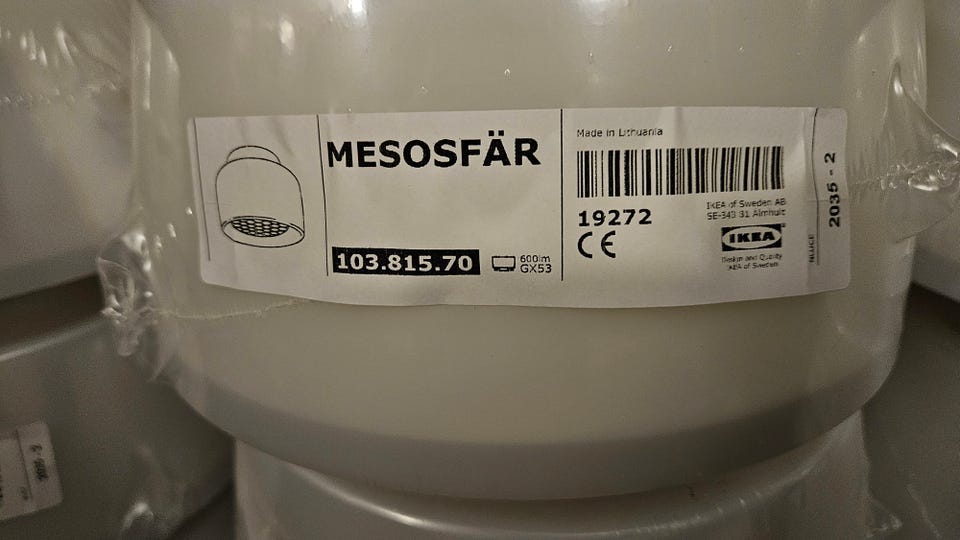 MESOSFÄR
103.815.70
600lm
GX53
Made in Lithuania
19272
CE
IKEA of Sweden AB
SE-343 81 Älmhult
IKEA
Design and Quality
IKEA of Sweden
2035 - 2